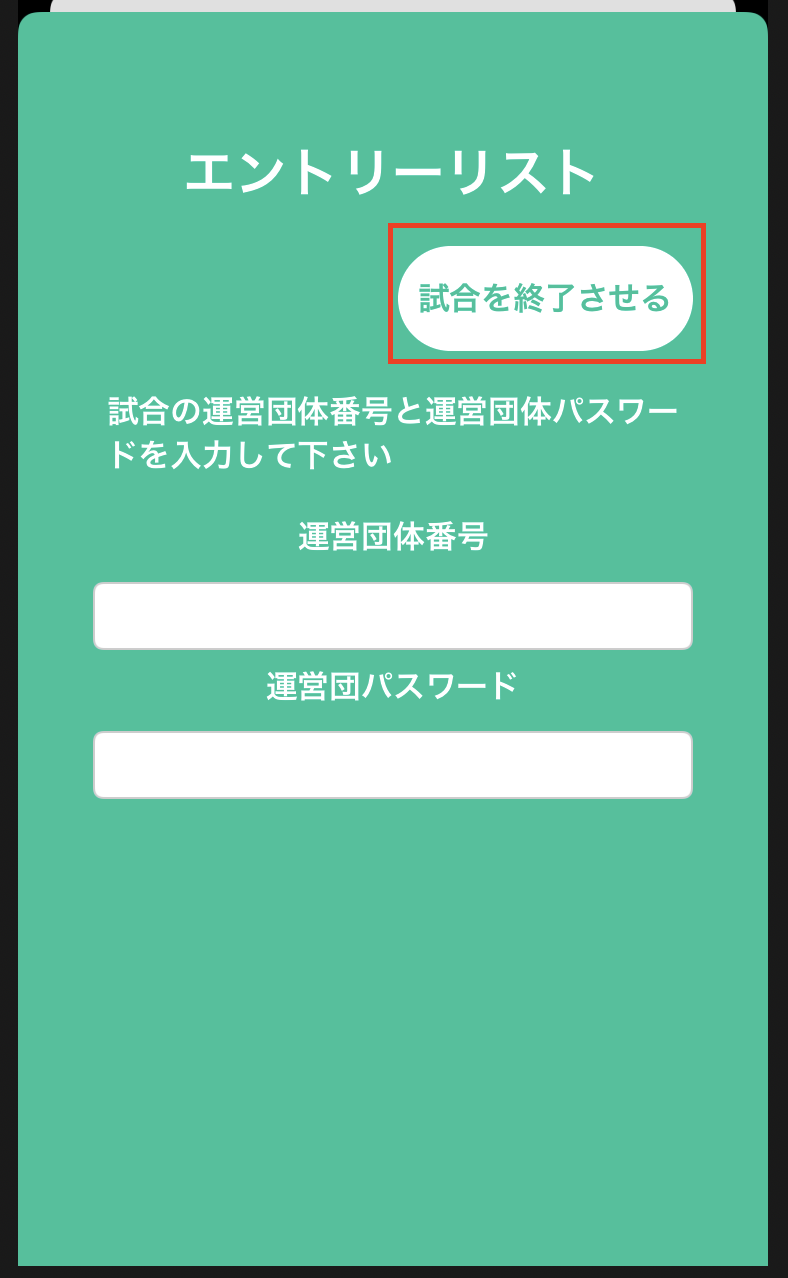 エントリーリスト
試合を終了させる
試合の運営団体番号と運営団体パスワー
ドを入力して下さい
運営団体番号
運営団パスワード